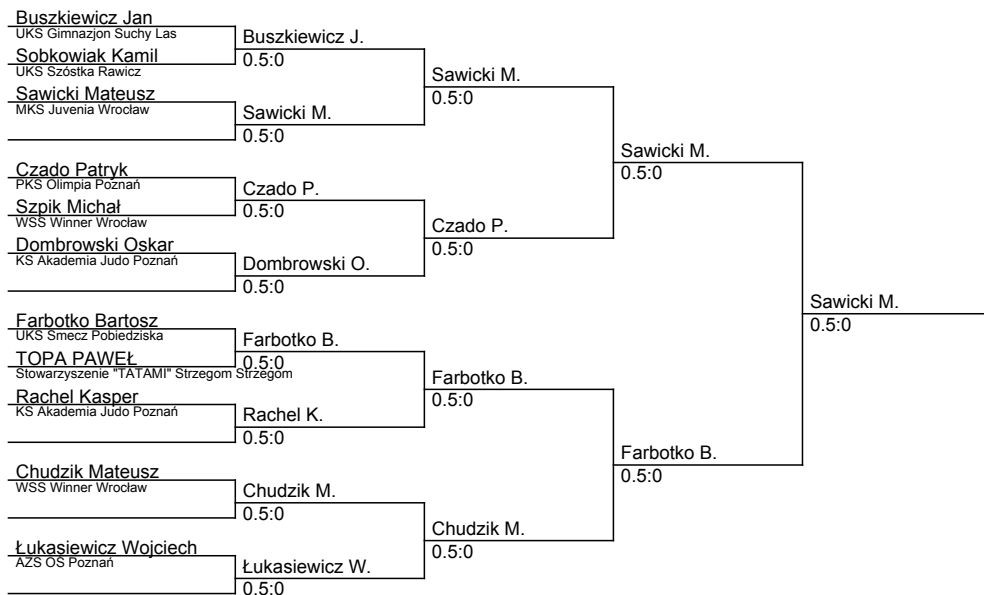 Buszkiewicz Jan
UKS Gimnazjon Suchy Las
Sobkowiak Kamil
UKS Szóstka Rawicz
Sawicki Mateusz
MKS Juvenia Wrocław
Czado Patryk
PKS Olimpia Poznań
Szpik Michał
WSS Winner Wrocław
Dombrowski Oskar
KS Akademia Judo Poznań
Farbotko Bartosz
UKS Smecz Pobiedziska
TOPA PAWEŁ
Stowarzyszenie "TATAMI" Strzegom Strzegom
Rachel Kasper
KS Akademia Judo Poznań
Chudzik Mateusz
WSS Winner Wrocław
Łukasiewicz Wojciech
AZS OŚ Poznań
Buszkiewicz J.
0.5:0
Sawicki M.
0.5:0
Czado P.
0.5:0
Dombrowski O.
0.5:0
Farbotko B.
0.5:0
Rachel K.
0.5:0
Chudzik M.
0.5:0
Łukasiewicz W.
0.5:0
Sawicki M.
0.5:0
Czado P.
0.5:0
Farbotko B.
0.5:0
Chudzik M.
0.5:0
Sawicki M.
0.5:0
Farbotko B.
0.5:0
Sawicki M.
0.5:0